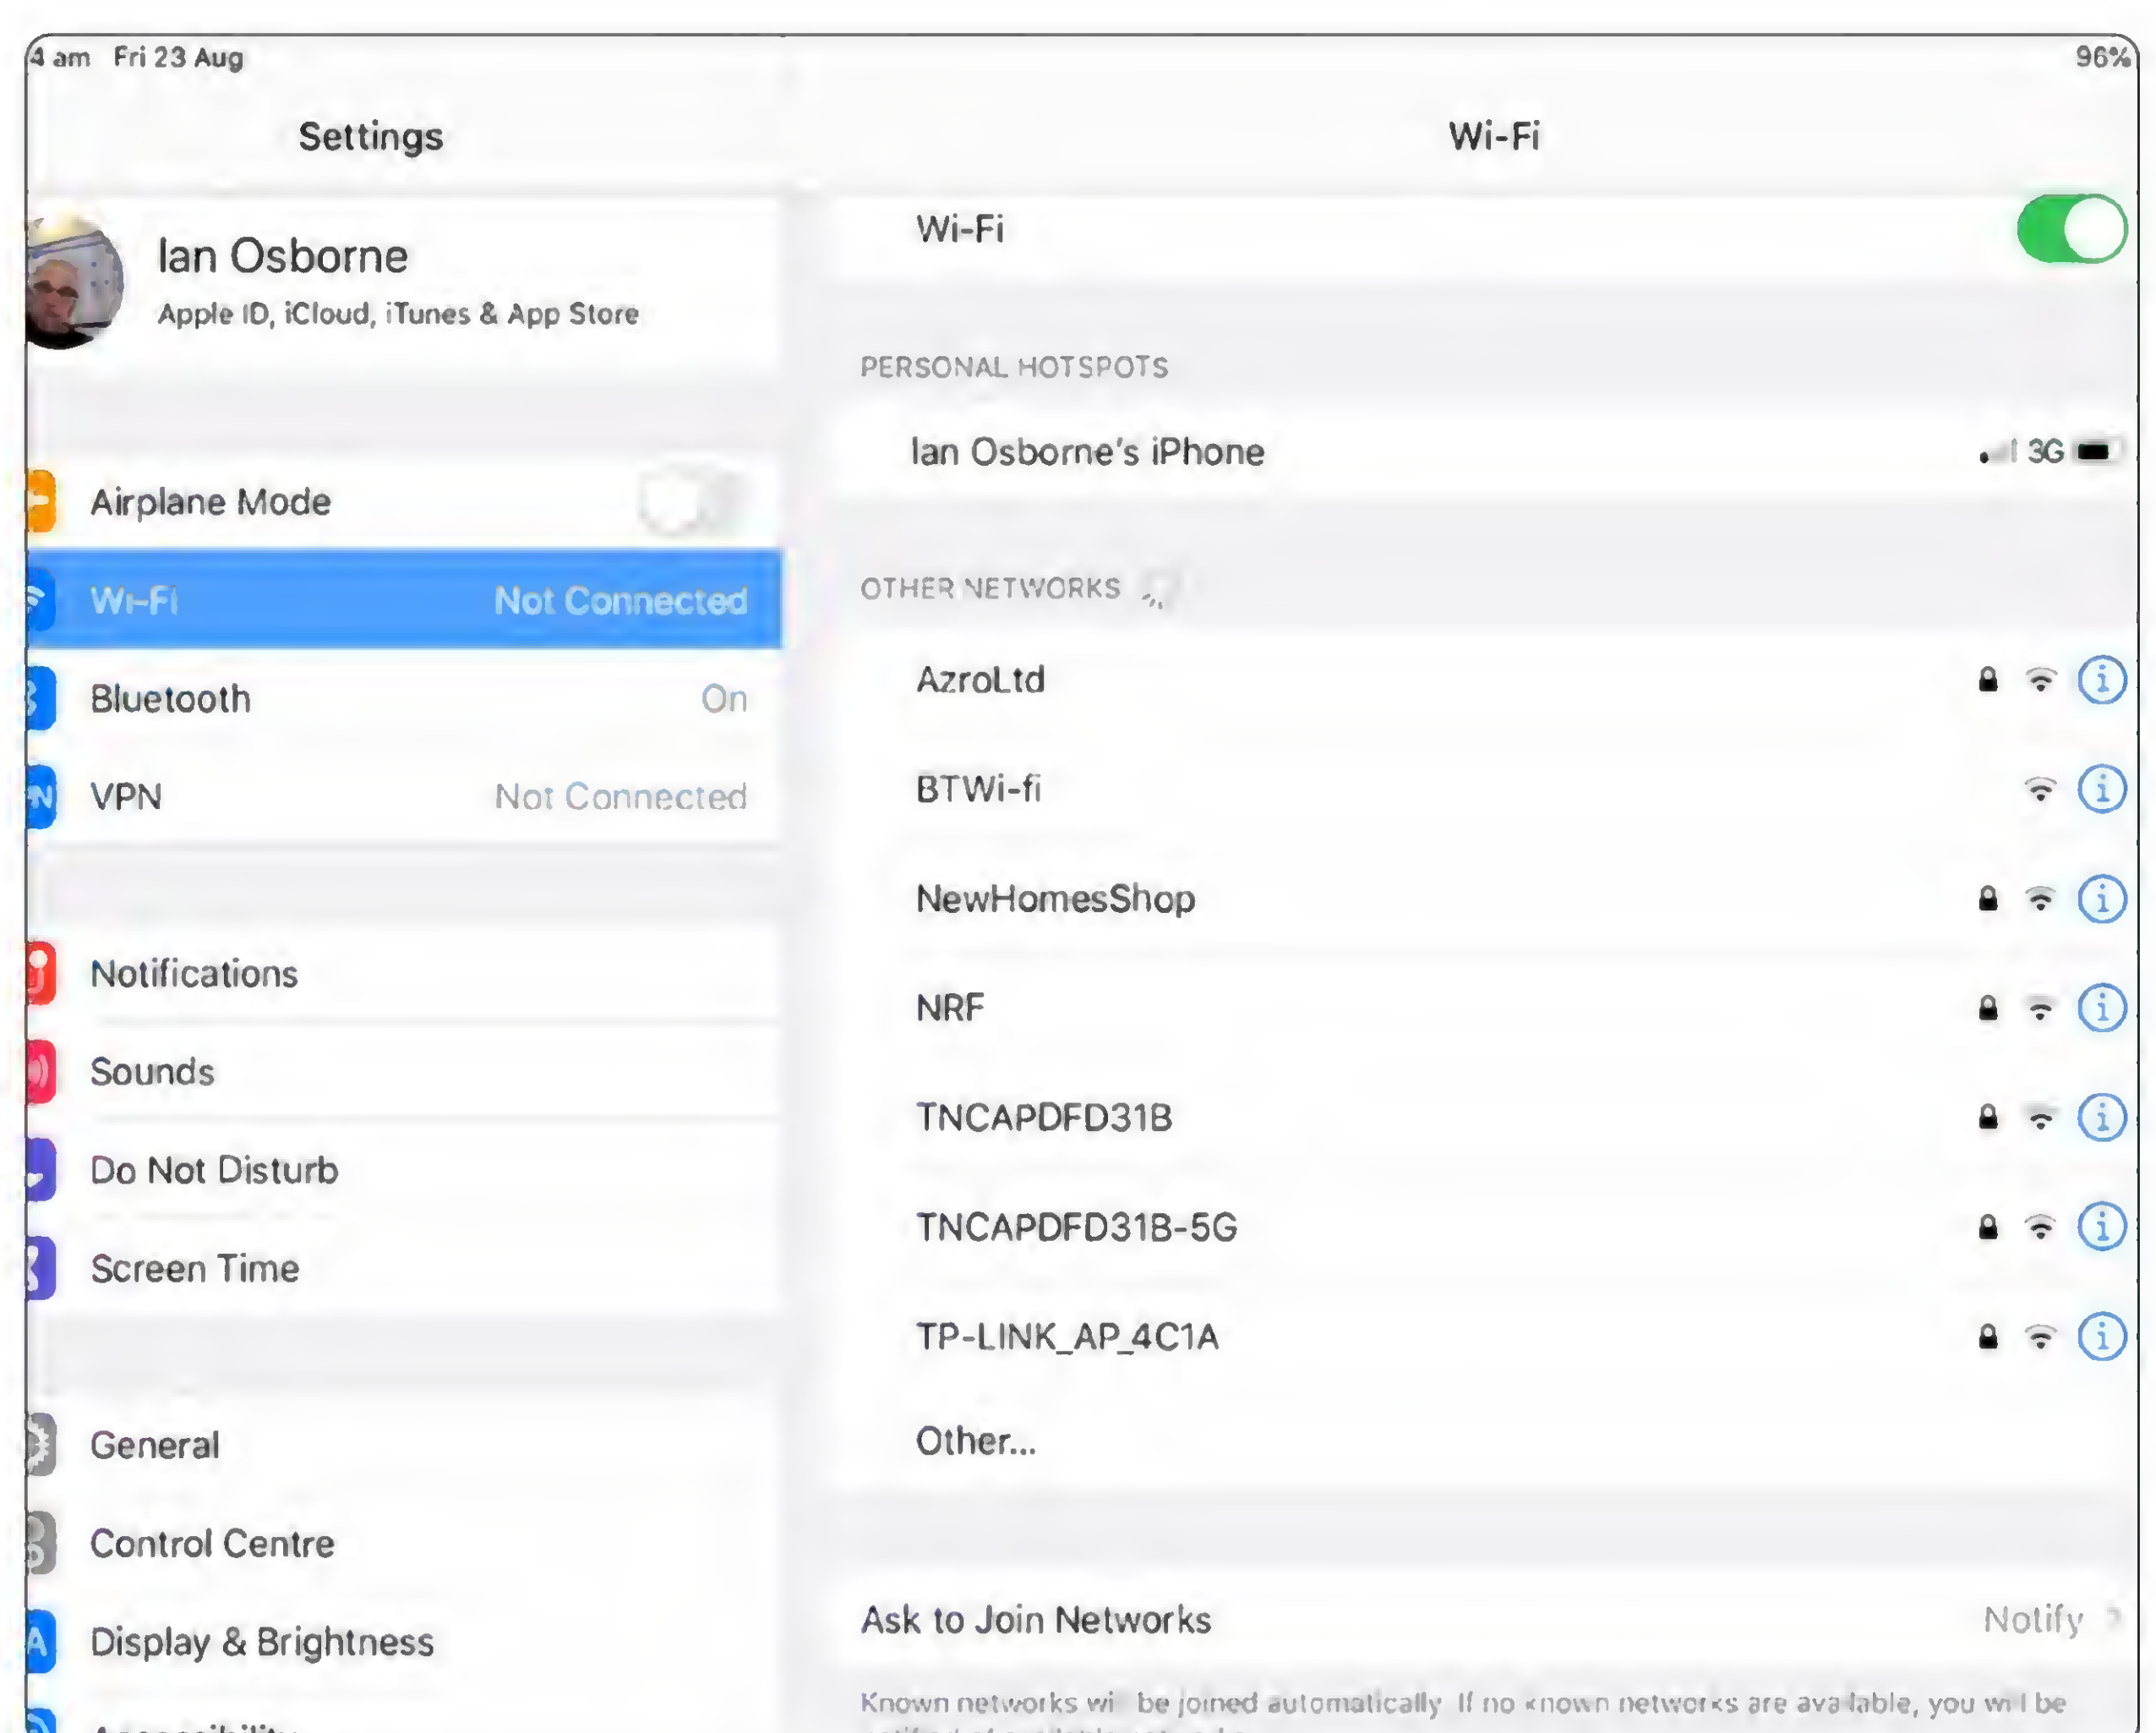 4 am Fri 23 Aug
96%
Settings
Wi-Fi
Ian Osborne
Apple ID, iCloud, iTunes & App Store
Airplane Mode
Wi-Fi Not Connected
Bluetooth On
VPN Not Connected
Notifications
Sounds
Do Not Disturb
Screen Time
General
Control Centre
Display & Brightness
Wi-Fi
PERSONAL HOTSPOTS
Ian Osborne's iPhone 3G
OTHER NETWORKS
AzroLtd
BTWi-fi
NewHomesShop
NRF
TNCAPDFD31B
TNCAPDFD31B-5G
TP-LINK_AP_4C1A
Other...
Ask to Join Networks Notify
Known networks will be joined automatically. If no known networks are available, you will be